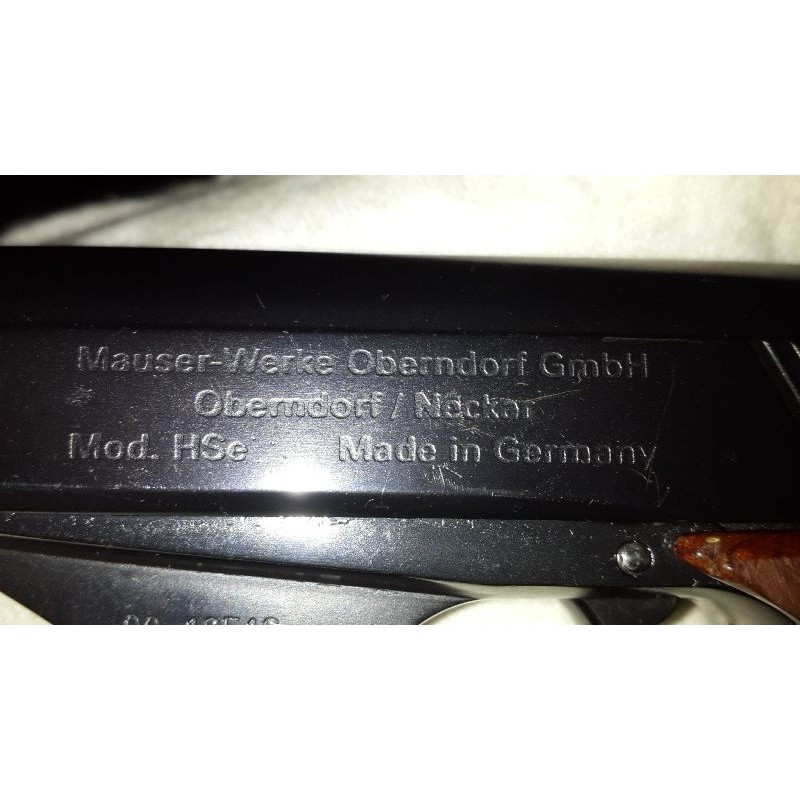 Mauser-Werke Oberndorf GmbH
Oberndorf / Neckar
Mod. HSc Made in Germany